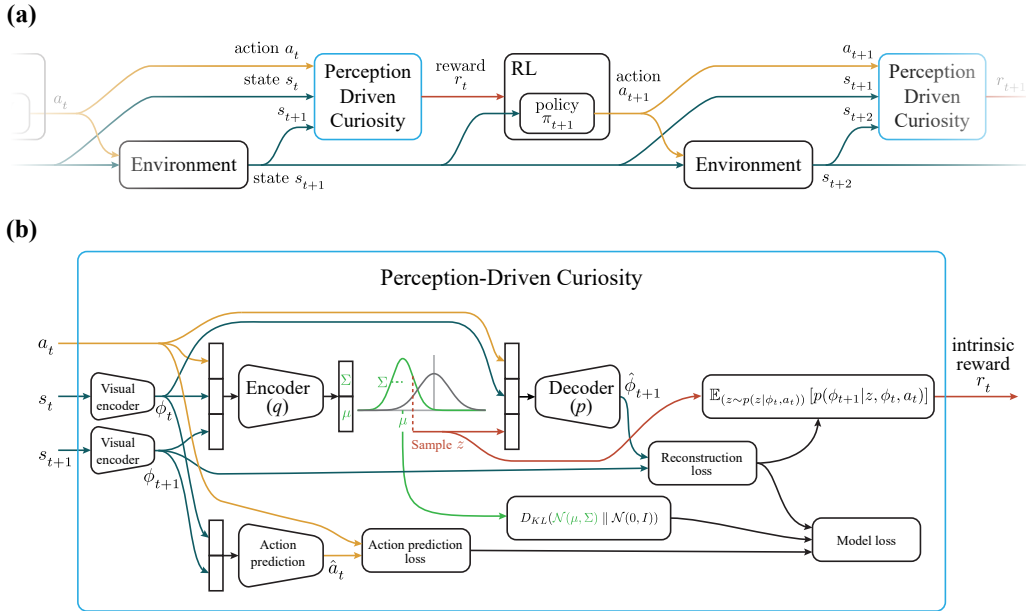 (a)
action a_t
state s_t
s_{t+1}
a_t
Environment
state s_{t+1}
Perception
Driven
Curiosity
reward
r_t
RL
policy
π_{t+1}
action
a_{t+1}
a_{t+1}
s_{t+1}
s_{t+2}
Environment
s_{t+2}
Perception
Driven
Curiosity
r_{t+1}
(b)
Perception-Driven Curiosity
a_t
s_t
s_{t+1}
Visual
encoder
ϕ_t
Visual
encoder
ϕ_{t+1}
Encoder
(q)
Σ
μ
Σ
μ
Sample z
Decoder
(p)
ϕ̂_{t+1}
𝔼_{(z∼p(z|ϕ_t,a_t))} [p(ϕ_{t+1}|z, ϕ_t, a_t)]
intrinsic
reward
r_t
Reconstruction
loss
D_{KL}(𝒩(μ, Σ) ∥ 𝒩(0, I))
Model loss
Action
prediction
â_t
Action prediction
loss